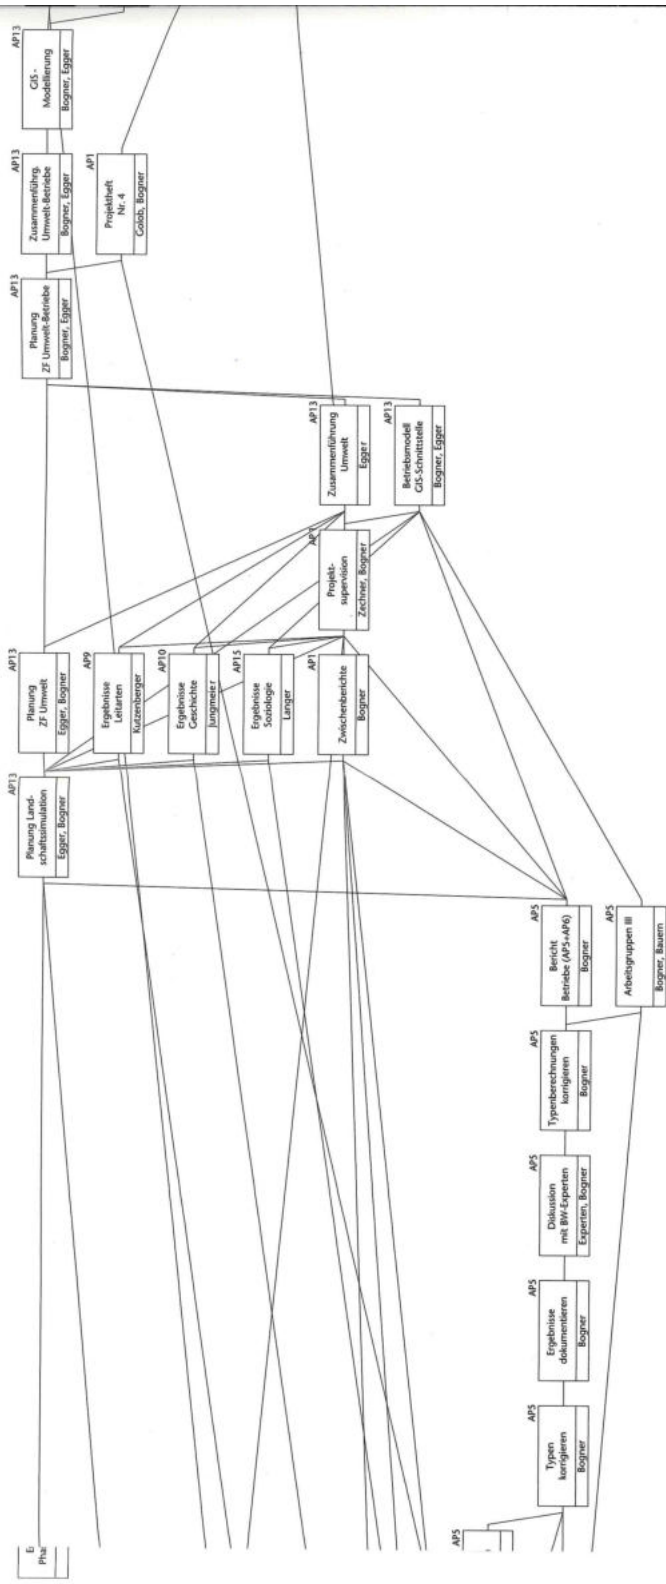 AP13
Planung Land-
schaftssimulation
Egger, Bogner
AP13
Planung
ZF Umwelt
Egger, Bogner
AP13
Planung
ZF Umwelt-Betriebe
Bogner, Egger
AP13
Zusammenführg.
Umwelt-Betriebe
Bogner, Egger
AP13
GIS -
Modellierung
Bogner, Egger
AP9
Ergebnisse
Leitarten
Kutzenberger
AP1
Projektheft
Nr. 4
Golob, Bogner
AP10
Ergebnisse
Geschichte
Jungmeier
AP15
Ergebnisse
Soziologie
Langer
AP1
Zwischenberichte
Bogner
Projekt-
supervision
Zechner, Bogner
AP13
Zusammenführung
Umwelt
Egger
AP13
Betriebsmodell
GIS-Schnittstelle
Bogner, Egger
AP5
AP5
Typen
korrigieren
Bogner
AP5
Ergebnisse
dokumentieren
Bogner
AP5
Diskussion
mit BW-Experten
Experten, Bogner
AP5
Typenberechnungen
korrigieren
Bogner
AP5
Bericht
Betriebe (AP5+AP6)
Bogner
AP5
Arbeitsgruppen III
Bogner, Bauern